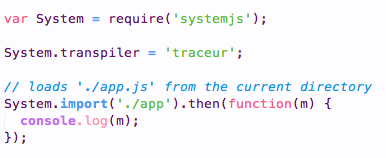 var System = require('systemjs');
System.transpiler = 'traceur';
// loads './app.js' from the current directory
System.import('./app').then(function(m) {
  console.log(m);
});